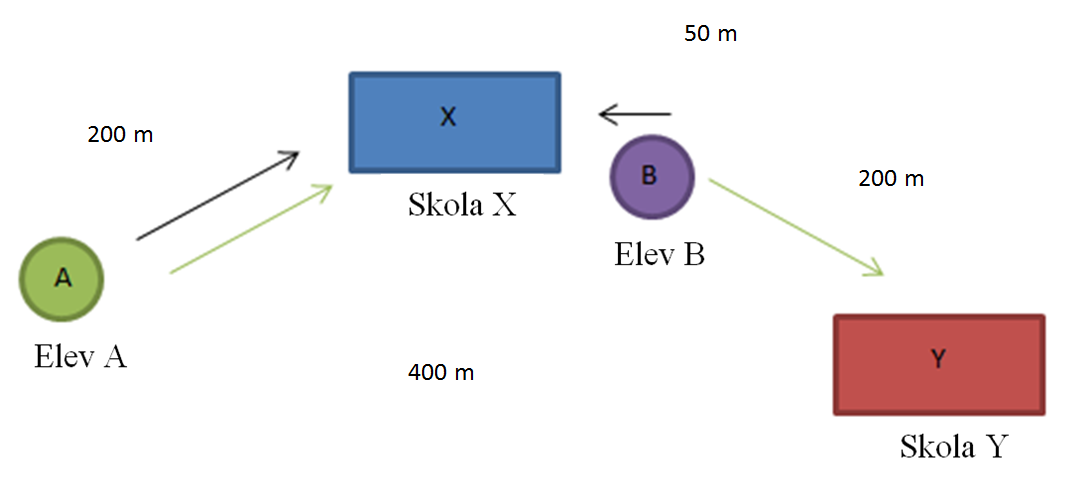 50 m
200 m
X
B
200 m
Skola X
Elev B
A
Elev A
400 m
Y
Skola Y